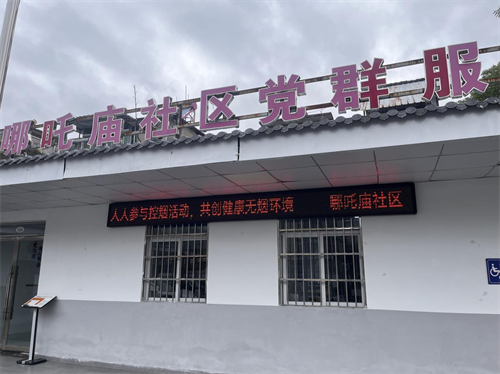 哪吒庙社区党群服
人人参与控烟活动，共创健康无烟环境 哪吒庙社区